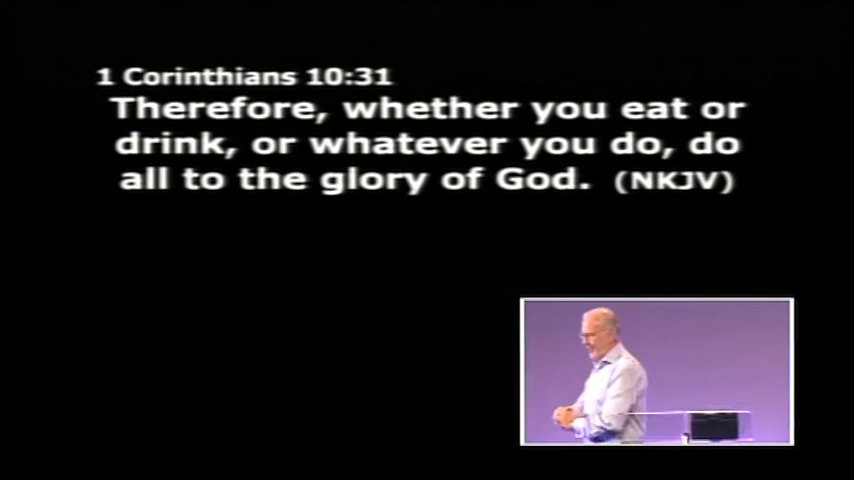 1 Corinthians 10:31
Therefore, whether you eat or
drink, or whatever you do, do
all to the glory of God. (NKJV)